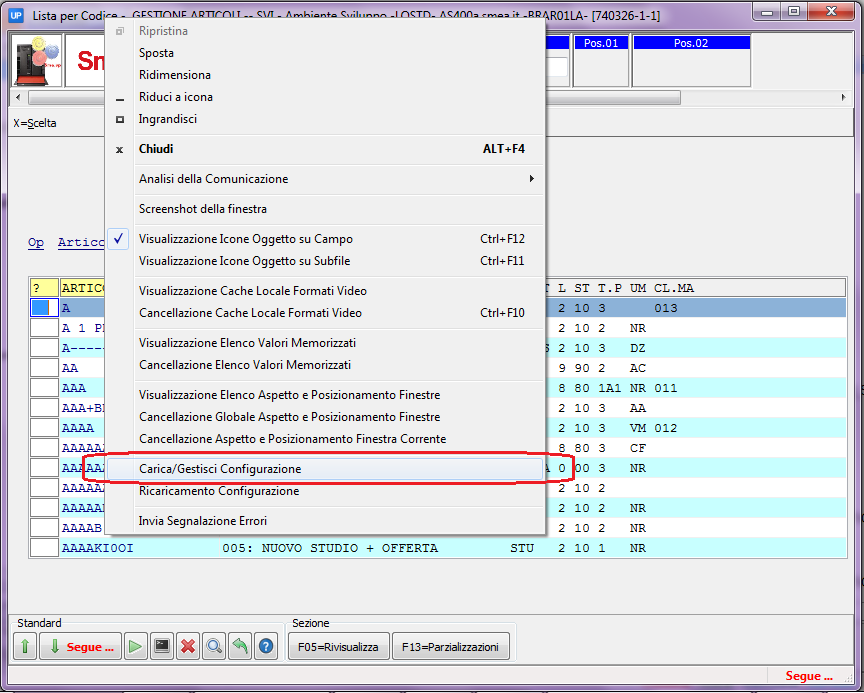 UP Lista per Codice - GESTIONE ARTICOLI -- SVI - Ambiente Sviluppo -LOSTD- AS400a.smea.it -BRAR01LA- [740326-1-1]
Pos.01 Pos.02
X=Scelta
Ripristina
Sposta
Ridimensiona
Riduci a icona
Ingrandisci
x Chiudi ALT+F4
Analisi della Comunicazione
Screenshot della finestra
Visualizzazione Icone Oggetto su Campo Ctrl+F12
Visualizzazione Icone Oggetto su Subfile Ctrl+F11
Visualizzazione Cache Locale Formati Video
Cancellazione Cache Locale Formati Video Ctrl+F10
Visualizzazione Elenco Valori Memorizzati
Cancellazione Elenco Valori Memorizzati
Visualizzazione Elenco Aspetto e Posizionamento Finestre
Cancellazione Globale Aspetto e Posizionamento Finestre
Cancellazione Aspetto e Posizionamento Finestra Corrente
Carica/Gestisci Configurazione
Ricaricamento Configurazione
Invia Segnalazione Errori
Op Artico
? ARTICO L ST T.P UM CL.MA
A 2 10 3 013
A 1 P 2 10 2 NR
A---- 2 10 3 DZ
AA 9 90 2 AC
AAA 8 80 1A1 NR 011
AAA+B 2 10 3 AA
AAAA 2 10 3 VM 012
AAAAA 8 80 3 CF
AAAAA 0 00 3 NR
AAAAA 2 10 2
AAAAA 2 10 2 NR
AAAAB 2 10 2 NR
AAAAKI0OI 005: NUOVO STUDIO + OFFERTA STU 2 10 1 NR
Standard
Segue ...
Sezione
F05=Rivisualizza F13=Parzializzazioni
Segue ...